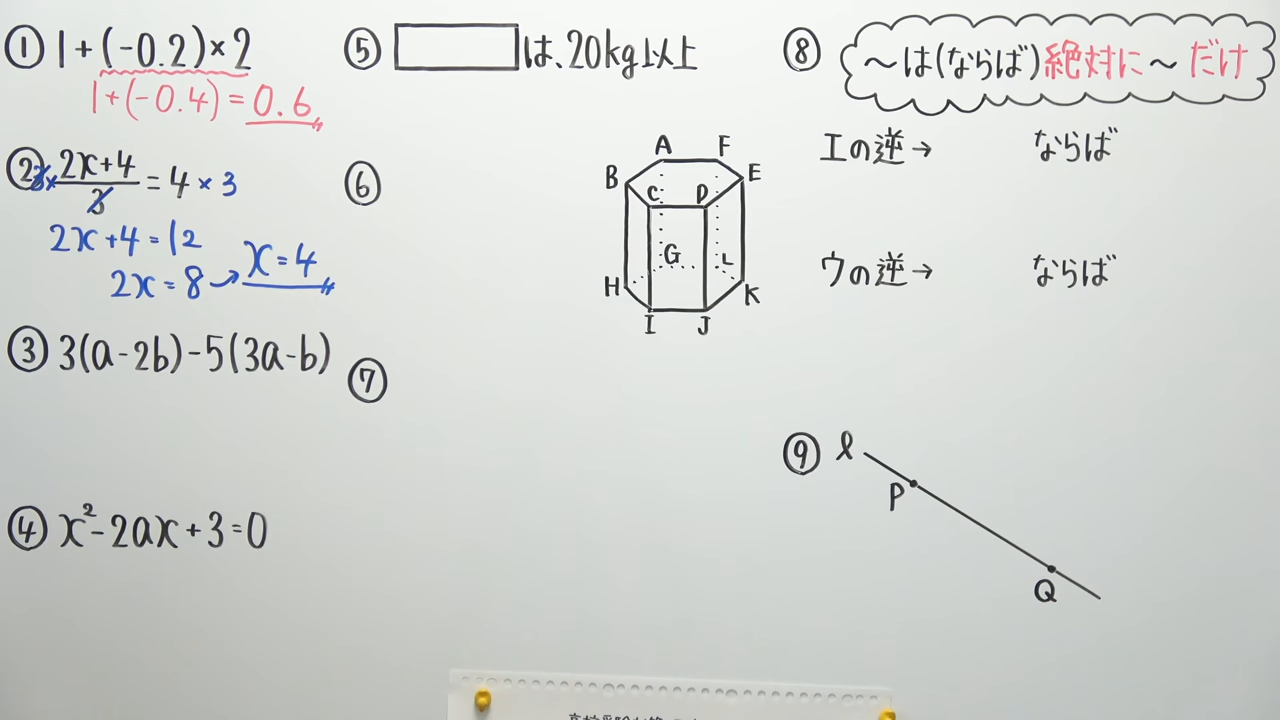 ① 1+(-0.2)×2
1+(-0.4)=0.6
② 3×2x+4/3=4×3
2x+4=12
2x=8→x=4
③ 3(a-2b)-5(3a-b)
④ x²-2ax+3=0
⑤ は、20kg以上
⑥
A F
B E
C D
G L
H K
I J
⑦
⑧ ~は(ならば)絶対に~だけ
エの逆→ ならば
ウの逆→ ならば
⑨ ℓ
P
Q